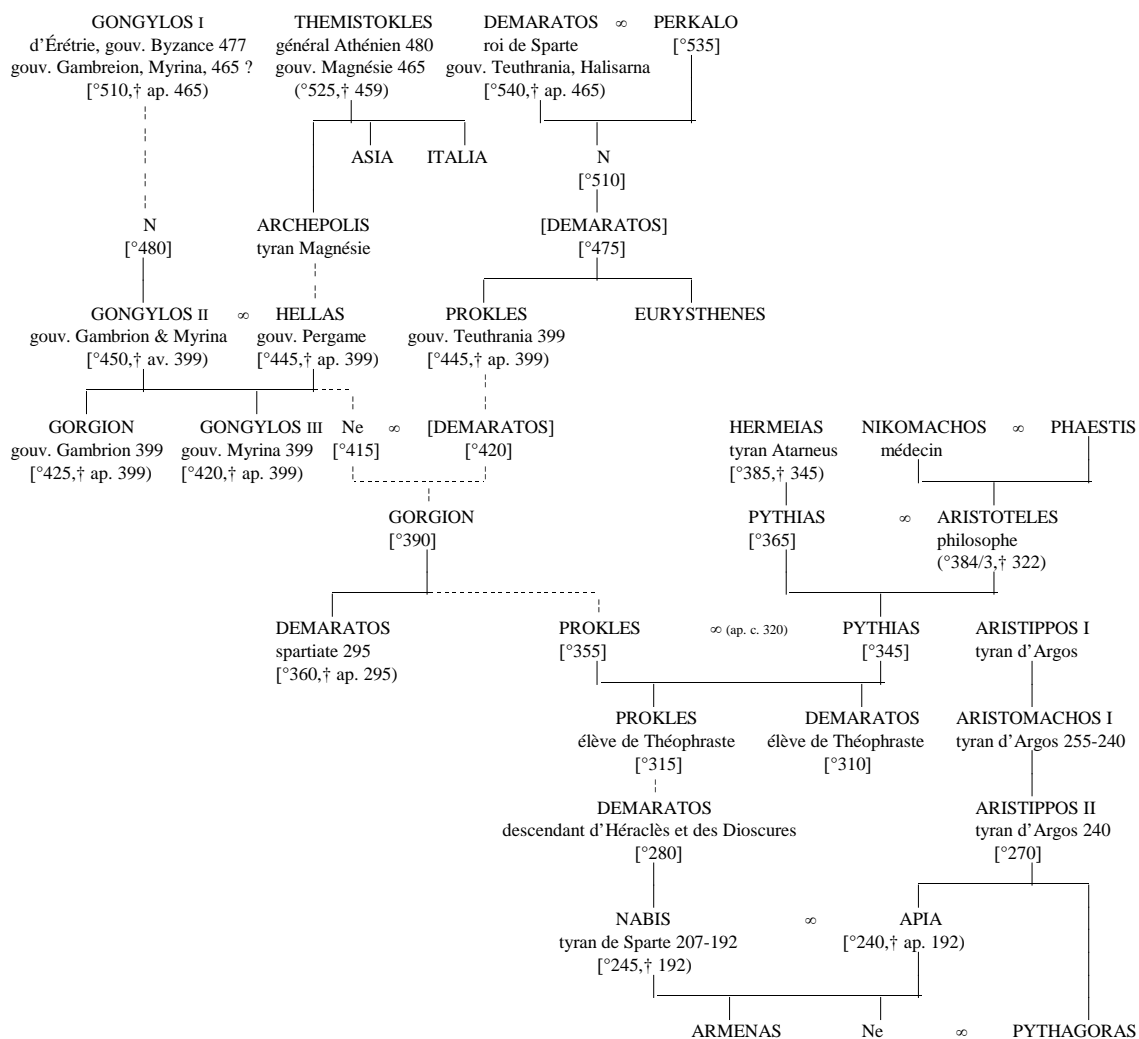 GONGYLOS I THEMISTOKLES DEMARATOS ∞ PERKALO
d'Érétrie, gouv. Byzance 477 général Athénien 480 roi de Sparte [°535]
gouv. Gambreion, Myrina, 465 ? gouv. Magnésie 465 gouv. Teuthrania, Halisarna
[°510,† ap. 465) (°525,† 459) [°540,† ap. 465)
ASIA ITALIA N
[°510]
N ARCHEPOLIS [DEMARATOS]
[°480] tyran Magnésie [°475]
GONGYLOS II ∞ HELLAS PROKLES EURYSTHENES
gouv. Gambrion & Myrina gouv. Pergame gouv. Teuthrania 399
[°450,† av. 399) [°445,† ap. 399) [°445,† ap. 399)
GORGION GONGYLOS III Ne ∞ [DEMARATOS] HERMEIAS NIKOMACHOS ∞ PHAESTIS
gouv. Gambrion 399 gouv. Myrina 399 [°415] [°420] tyran Atarneus médecin
[°425,† ap. 399) [°420,† ap. 399) [°385,† 345)
GORGION PYTHIAS ∞ ARISTOTELES
[°390] [°365] philosophe
(°384/3,† 322)
DEMARATOS PROKLES ∞ (ap. c. 320) PYTHIAS ARISTIPPOS I
spartiate 295 [°355] [°345] tyran d'Argos
[°360,† ap. 295)
PROKLES DEMARATOS ARISTOMACHOS I
élève de Théophraste élève de Théophraste tyran d'Argos 255-240
[°315] [°310]
DEMARATOS ARISTIPPOS II
descendant d'Héraclès et des Dioscures tyran d'Argos 240
[°280] [°270]
NABIS ∞ APIA
tyran de Sparte 207-192 [°240,† ap. 192)
[°245,† 192)
ARMENAS Ne ∞ PYTHAGORAS